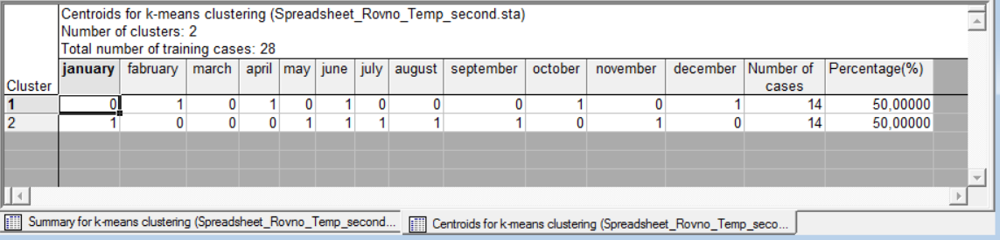 Centroids for k-means clustering (Spreadsheet_Rovno_Temp_second.sta)
Number of clusters: 2
Total number of training cases: 28
Cluster january fabruary march april may june july august september october november december Number of cases Percentage(%)
1 0 1 0 1 0 1 0 0 0 1 0 1 14 50,00000
2 1 0 0 0 1 1 1 1 1 0 1 0 14 50,00000
Summary for k-means clustering (Spreadsheet_Rovno_Temp_second... Centroids for k-means clustering (Spreadsheet_Rovno_Temp_seco...